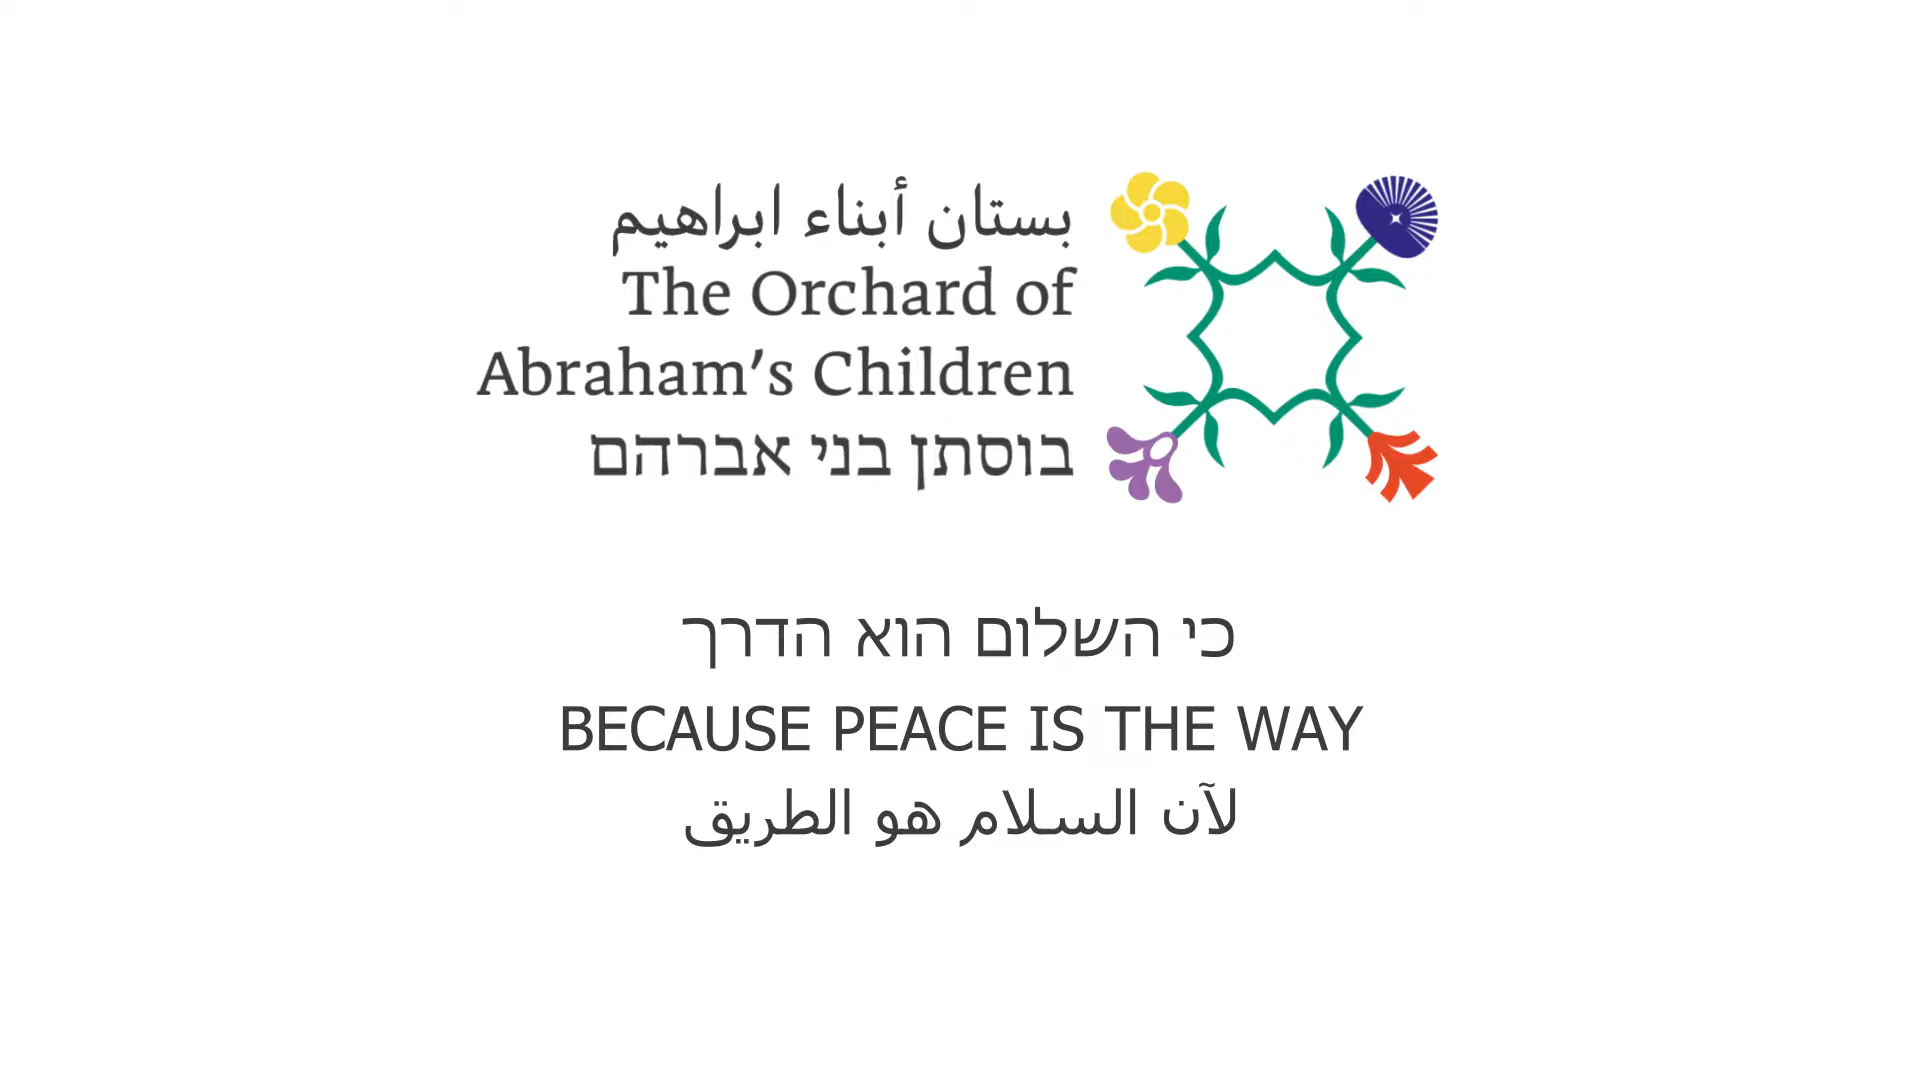 بستان أبناء ابراهيم
The Orchard of
Abraham’s Children
בוסתן בני אברהם
כי השלום הוא הדרך
BECAUSE PEACE IS THE WAY
لآن السلام هو الطريق